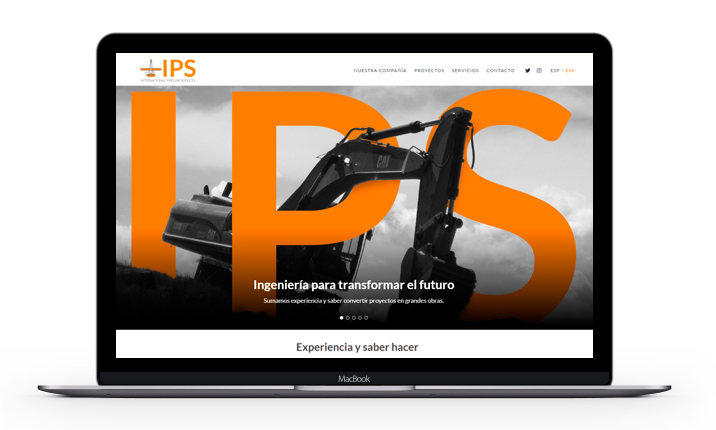 IPS
INTERNATIONAL PIPELINE SERVICES
NUESTRA COMPAÑÍA PROYECTOS SERVICIOS CONTACTO ESP - ESP
IPS
CAT
Ingeniería para transformar el futuro
Sumamos experiencia y saber convertir proyectos en grandes obras.
Experiencia y saber hacer
MacBook